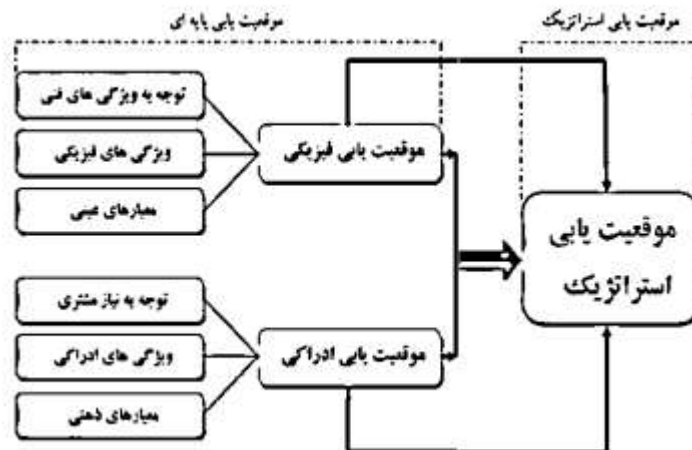 موقعیت یابی استراتژیک
موقعیت یابی پایه ای
توجه به ویژگی های فنی
ویژگی های فیزیکی
معیارهای عینی
موقعیت یابی فیزیکی
موقعیت یابی
استراتژیک
توجه به نیاز مشتری
ویژگی های ادراکی
معیارهای ذهنی
موقعیت یابی ادراکی